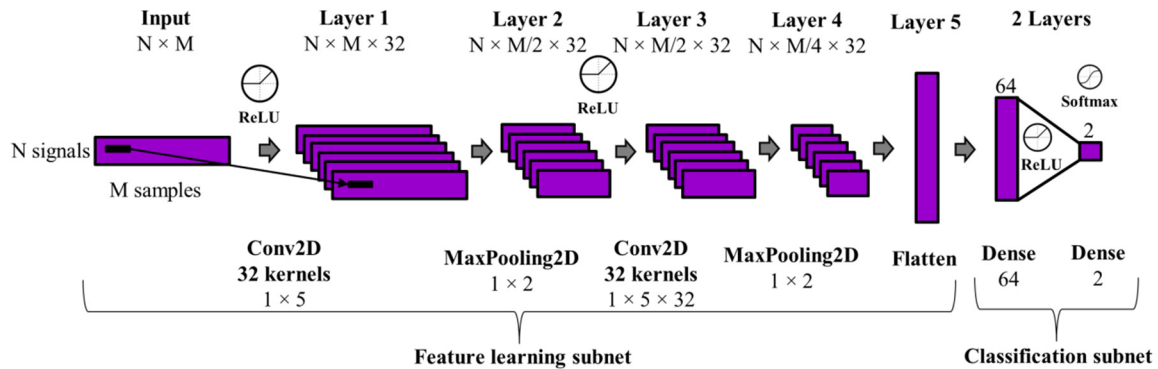 Input
N × M
Layer 1
N × M × 32
Layer 2
N × M/2 × 32
Layer 3
N × M/2 × 32
Layer 4
N × M/4 × 32
Layer 5
2 Layers
ReLU
ReLU
64
Softmax
2
ReLU
N signals
M samples
Conv2D
32 kernels
1 × 5
MaxPooling2D
1 × 2
Conv2D
32 kernels
1 × 5 × 32
MaxPooling2D
1 × 2
Flatten
Dense
64
Dense
2
Feature learning subnet
Classification subnet